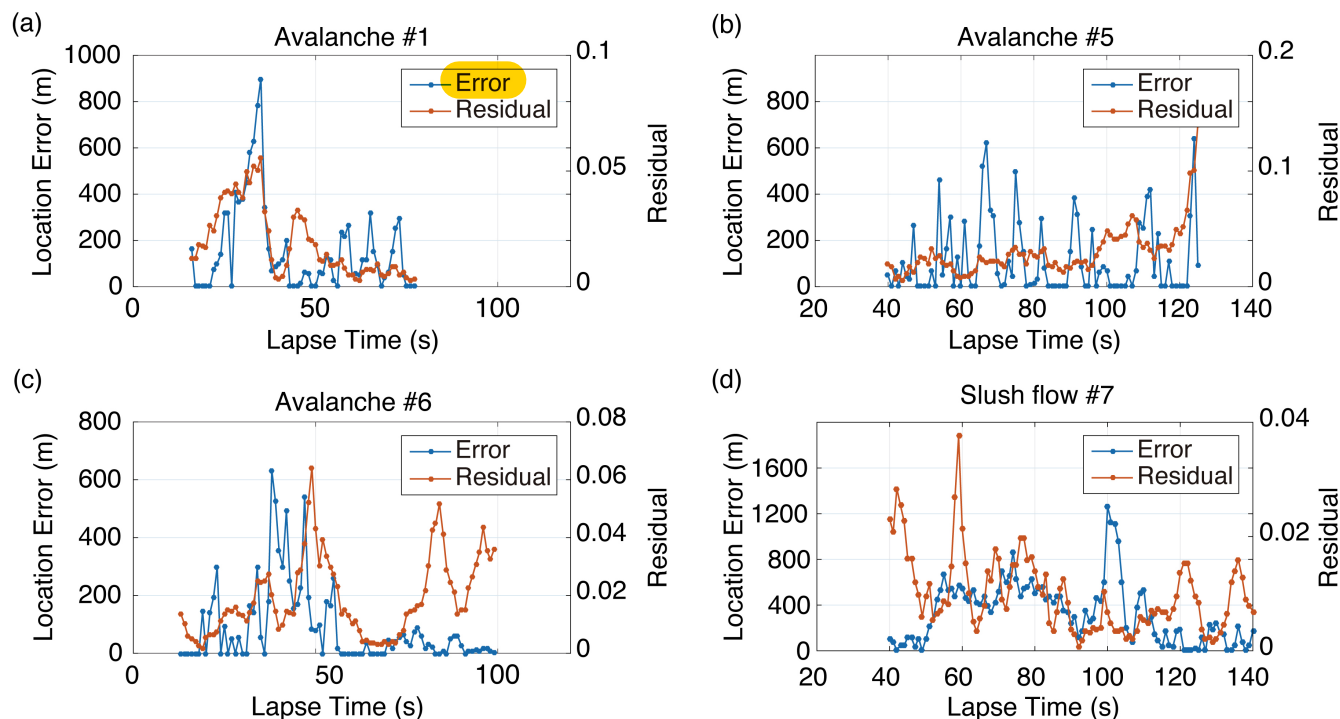 (a)
Avalanche #1
Location Error (m)
1000
800
600
400
200
0
0
50
100
Lapse Time (s)
0.1
0.05
0
Residual
Error
Residual
(b)
Avalanche #5
Location Error (m)
800
600
400
200
0
20
40
60
80
100
120
140
Lapse Time (s)
0.2
0.1
0
Residual
Error
Residual
(c)
Avalanche #6
Location Error (m)
800
600
400
200
0
0
50
100
Lapse Time (s)
0.08
0.06
0.04
0.02
0
Residual
Error
Residual
(d)
Slush flow #7
Location Error (m)
1600
1200
800
400
0
20
40
60
80
100
120
140
Lapse Time (s)
0.04
0.02
0
Residual
Error
Residual